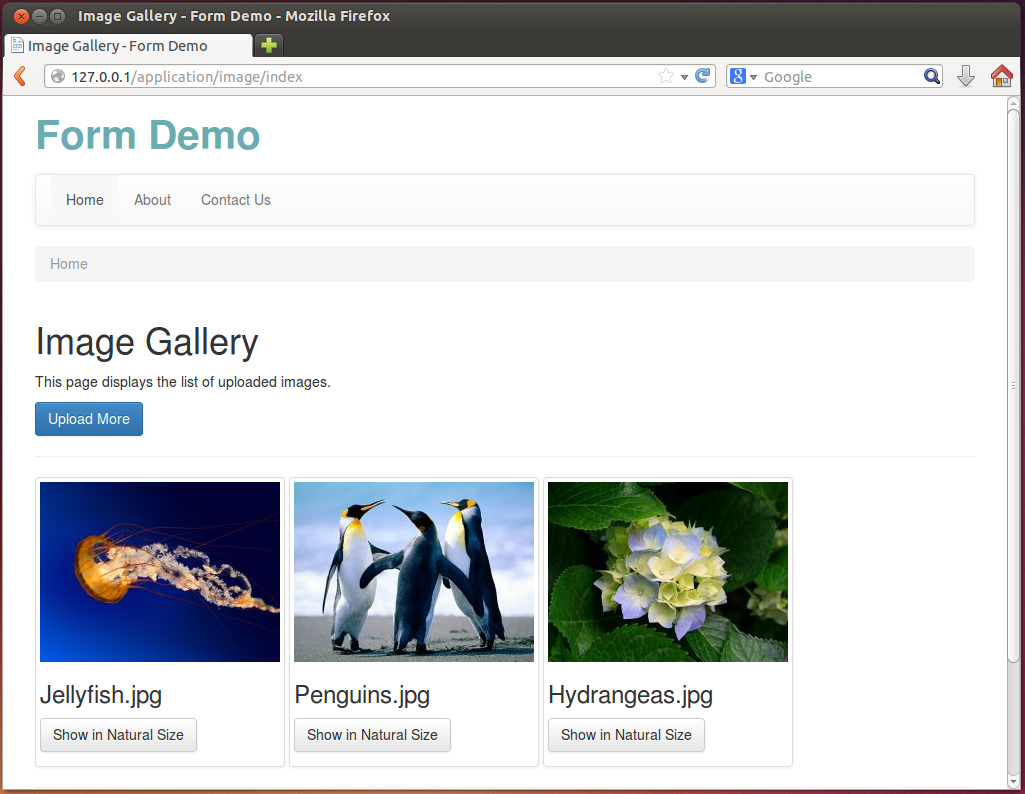 Image Gallery - Form Demo - Mozilla Firefox
Image Gallery - Form Demo
127.0.0.1/application/image/index
8 Google
Form Demo
Home About Contact Us
Home
Image Gallery
This page displays the list of uploaded images.
Upload More
Jellyfish.jpg Penguins.jpg Hydrangeas.jpg
Show in Natural Size Show in Natural Size Show in Natural Size